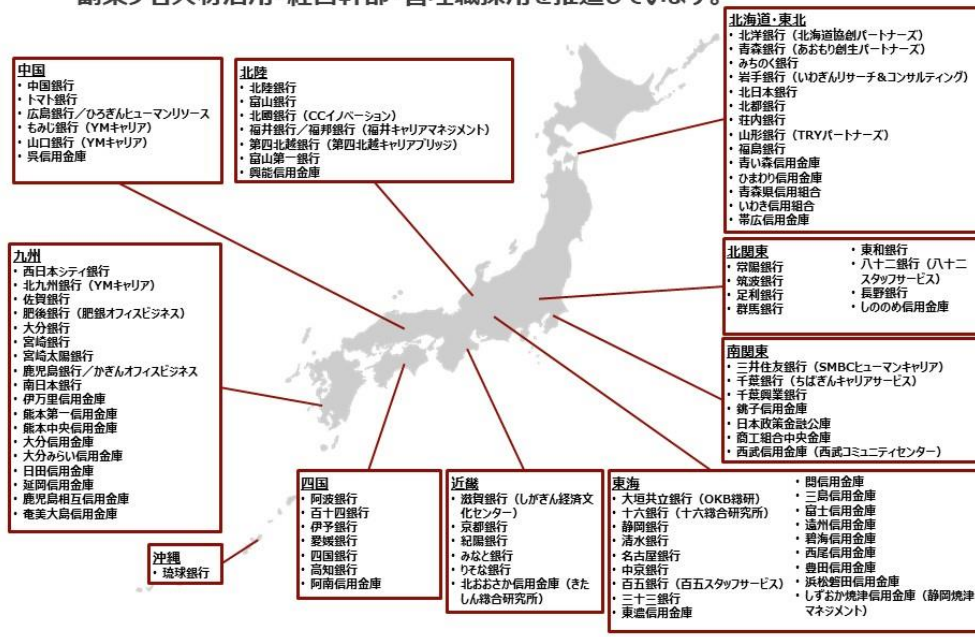 副業プロ人材活用・経営幹部・管理職採用を推進しています。
中国
・中国銀行
・トマト銀行
・広島銀行／ひろぎんヒューマンリソース
・もみじ銀行（YMキャリア）
・山口銀行（YMキャリア）
・呉信用金庫
北陸
・北陸銀行
・富山銀行
・北國銀行（CCイノベーション）
・福井銀行／福邦銀行（福井キャリアマネジメント）
・第四北越銀行（第四北越キャリアブリッジ）
・富山第一銀行
・興能信用金庫
北海道・東北
・北洋銀行（北海道協創パートナーズ）
・青森銀行（あおもり創生パートナーズ）
・みちのく銀行
・岩手銀行（いわぎんリサーチ＆コンサルティング）
・北日本銀行
・北都銀行
・荘内銀行
・山形銀行（TRYパートナーズ）
・福島銀行
・青い森信用金庫
・ひまわり信用金庫
・青森県信用組合
・いわき信用組合
・帯広信用金庫
九州
・西日本シティ銀行
・北九州銀行（YMキャリア）
・佐賀銀行
・肥後銀行（肥銀オフィスビジネス）
・大分銀行
・宮崎銀行
・宮崎太陽銀行
・鹿児島銀行／かぎんオフィスビジネス
・南日本銀行
・伊万里信用金庫
・熊本第一信用金庫
・熊本中央信用金庫
・大分信用金庫
・大分みらい信用金庫
・日田信用金庫
・延岡信用金庫
・鹿児島相互信用金庫
・奄美大島信用金庫
北関東
・常陽銀行
・筑波銀行
・足利銀行
・群馬銀行
・東和銀行
・八十二銀行（八十二
スタッフサービス）
・長野銀行
・しののめ信用金庫
南関東
・三井住友銀行（SMBCヒューマンキャリア）
・千葉銀行（ちばぎんキャリアサービス）
・千葉興業銀行
・銚子信用金庫
・日本政策金融公庫
・商工組合中央金庫
・西武信用金庫（西武コミュニティセンター）
沖縄
・琉球銀行
四国
・阿波銀行
・百十四銀行
・伊予銀行
・愛媛銀行
・四国銀行
・高知銀行
・阿南信用金庫
近畿
・滋賀銀行（しがぎん経済文
化センター）
・京都銀行
・紀陽銀行
・みなと銀行
・りそな銀行
・北おおさか信用金庫（きた
しん総合研究所）
東海
・大垣共立銀行（OKB総研）
・十六銀行（十六総合研究所）
・静岡銀行
・清水銀行
・名古屋銀行
・中京銀行
・百五銀行（百五スタッフサービス）
・三十三銀行
・東濃信用金庫
・関信用金庫
・三島信用金庫
・富士信用金庫
・遠州信用金庫
・碧海信用金庫
・西尾信用金庫
・豊田信用金庫
・浜松磐田信用金庫
・しずおか焼津信用金庫（静岡焼津
マネジメント）